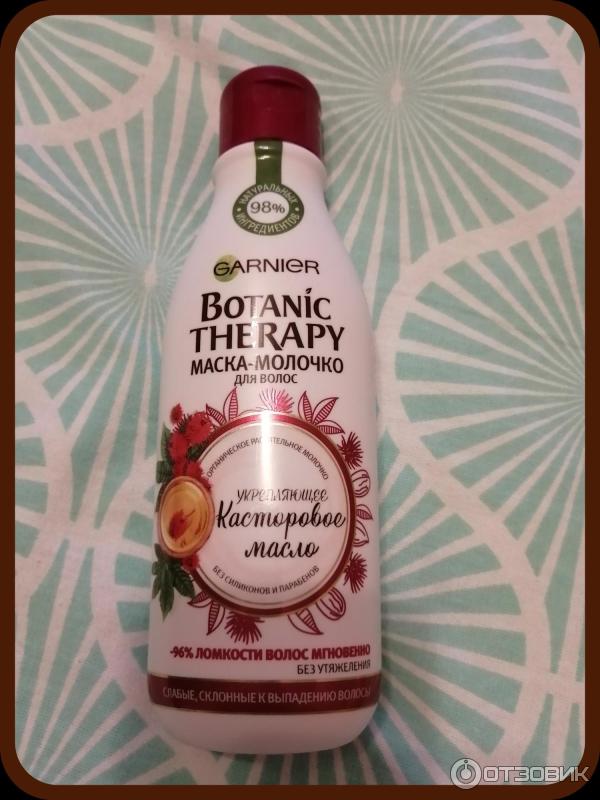 НАТУРАЛЬНЫХ
98%
ИНГРЕДИЕНТОВ
GARNIER
BOTANIC
THERAPY
МАСКА-МОЛОЧКО
ДЛЯ ВОЛОС
ОРГАНИЧЕСКОЕ РАСТИТЕЛЬНОЕ МОЛОЧКО
УКРЕПЛЯЮЩЕЕ
Касторовое
масло
БЕЗ СИЛИКОНОВ И ПАРАБЕНОВ
-96% ЛОМКОСТИ ВОЛОС МГНОВЕННО
БЕЗ УТЯЖЕЛЕНИЯ
СЛАБЫЕ, СКЛОННЫЕ К ВЫПАДЕНИЮ ВОЛОСЫ
ОТЗОВИК